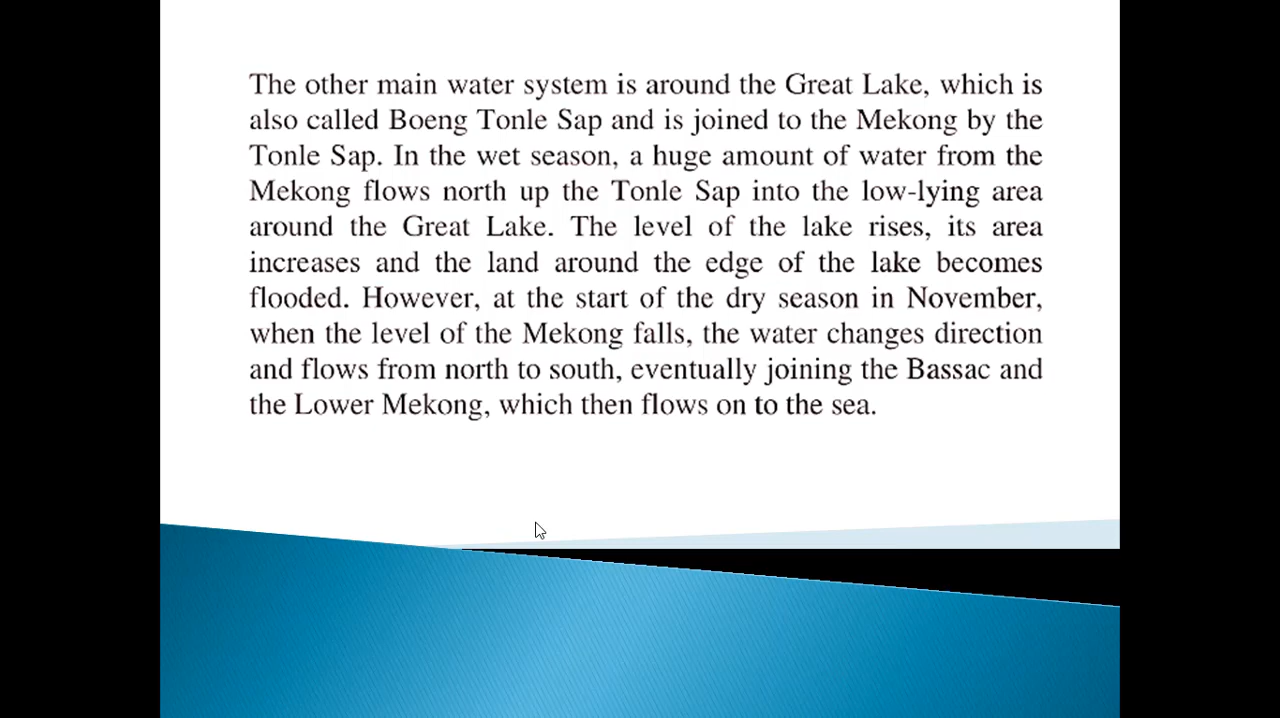 The other main water system is around the Great Lake, which is
also called Boeng Tonle Sap and is joined to the Mekong by the
Tonle Sap. In the wet season, a huge amount of water from the
Mekong flows north up the Tonle Sap into the low-lying area
around the Great Lake. The level of the lake rises, its area
increases and the land around the edge of the lake becomes
flooded. However, at the start of the dry season in November,
when the level of the Mekong falls, the water changes direction
and flows from north to south, eventually joining the Bassac and
the Lower Mekong, which then flows on to the sea.